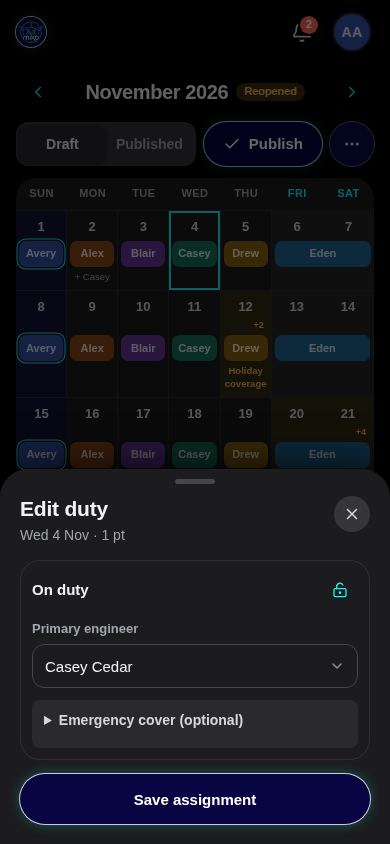 miko
2
AA
November 2026 Reopened
Draft Published Publish
SUN MON TUE WED THU FRI SAT
1 2 3 4 5 6 7
Avery Alex Blair Casey Drew Eden
+ Casey
8 9 10 11 12 13 14
+2
Avery Alex Blair Casey Drew Eden
Holiday
coverage
15 16 17 18 19 20 21
+4
Avery Alex Blair Casey Drew Eden
Edit duty
Wed 4 Nov · 1 pt
On duty
Primary engineer
Casey Cedar
Emergency cover (optional)
Save assignment